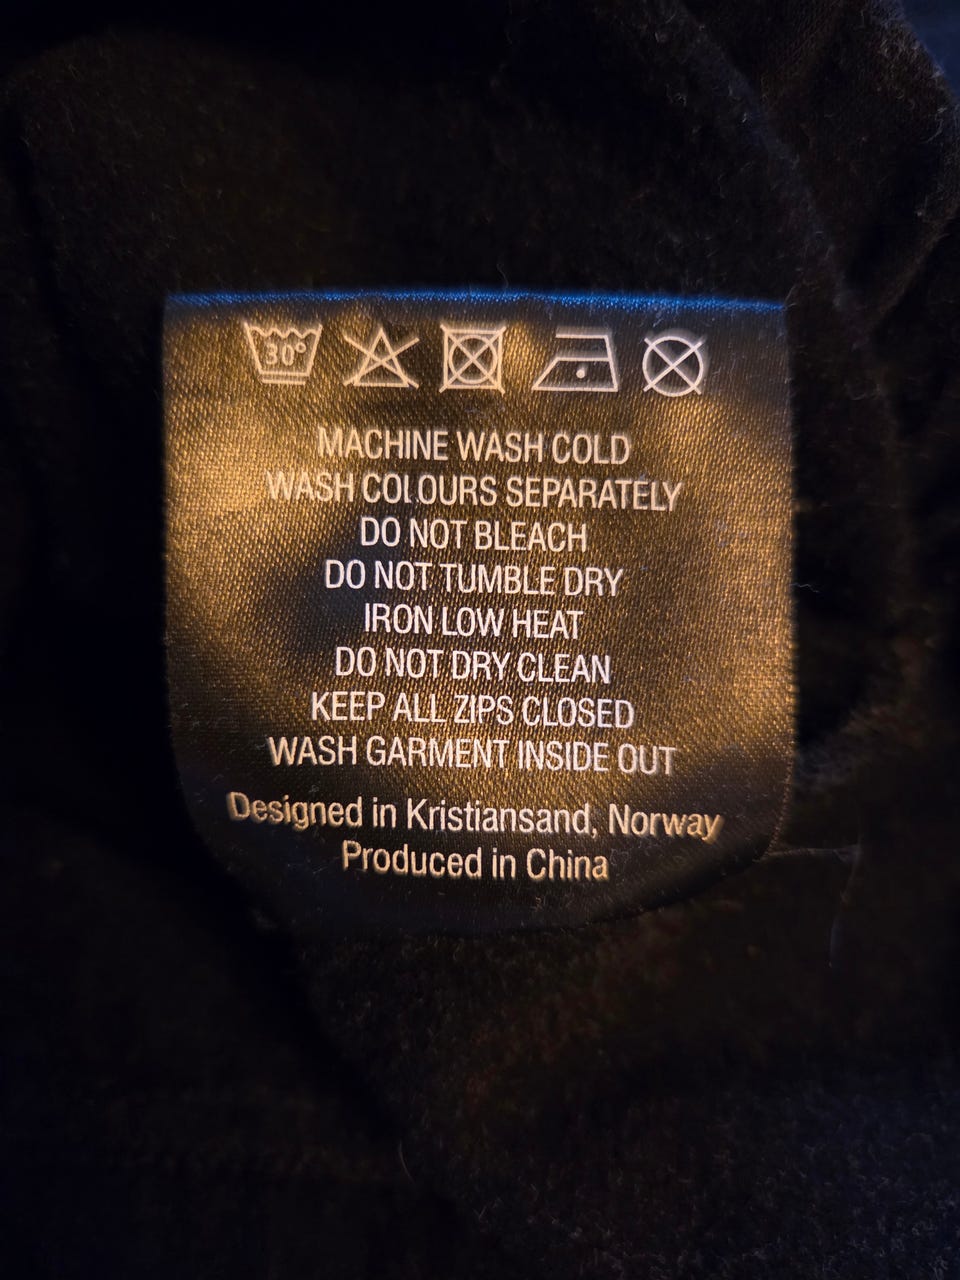 30°
MACHINE WASH COLD
WASH COLOURS SEPARATELY
DO NOT BLEACH
DO NOT TUMBLE DRY
IRON LOW HEAT
DO NOT DRY CLEAN
KEEP ALL ZIPS CLOSED
WASH GARMENT INSIDE OUT
Designed in Kristiansand, Norway
Produced in China